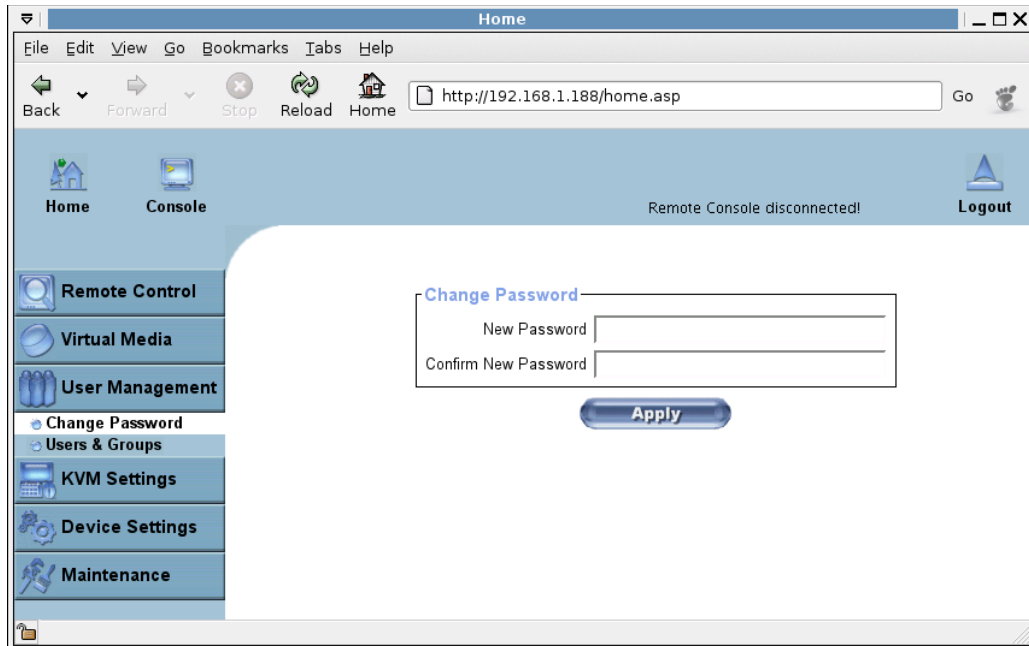 Home
File Edit View Go Bookmarks Tabs Help
Back Forward Stop Reload Home http://192.168.1.188/home.asp Go
Home Console Remote Console disconnected! Logout
Remote Control
Virtual Media
User Management
Change Password
Users & Groups
KVM Settings
Device Settings
Maintenance
Change Password
New Password
Confirm New Password
Apply